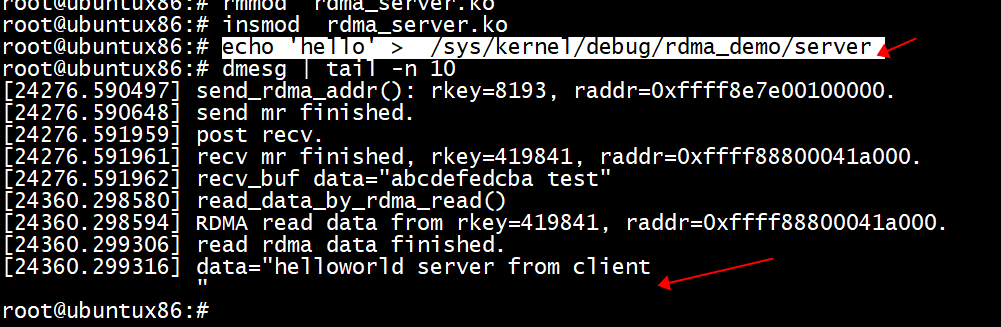 root@ubuntux86:# rmmod  rdma_server.ko
root@ubuntux86:# insmod  rdma_server.ko
root@ubuntux86:# echo 'hello' >  /sys/kernel/debug/rdma_demo/server
root@ubuntux86:# dmesg | tail -n 10
[24276.590497] send_rdma_addr(): rkey=8193, raddr=0xffff8e7e00100000.
[24276.590648] send mr finished.
[24276.591959] post recv.
[24276.591961] recv mr finished, rkey=419841, raddr=0xffff88800041a000.
[24276.591962] recv_buf data="abcdefedcba test"
[24360.298580] read_data_by_rdma_read()
[24360.298594] RDMA read data from rkey=419841, raddr=0xffff88800041a000.
[24360.299306] read rdma data finished.
[24360.299316] data="helloworld server from client
"
root@ubuntux86:#